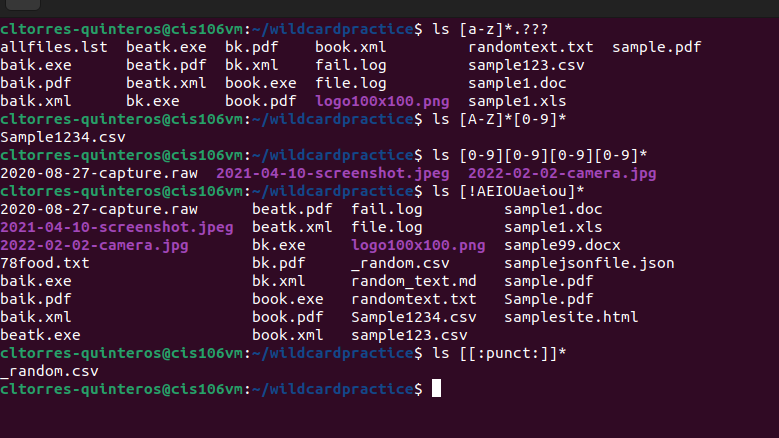 cltorres-quinteros@cis106vm:~/wildcardpractice$ ls [a-z]*.???
allfiles.lst  beatk.exe  bk.pdf    book.xml          randomtext.txt  sample.pdf
baik.exe      beatk.pdf  bk.xml    fail.log          sample123.csv
baik.pdf      beatk.xml  book.exe  file.log          sample1.doc
baik.xml      bk.exe     book.pdf  logo100x100.png   sample1.xls
cltorres-quinteros@cis106vm:~/wildcardpractice$ ls [A-Z]*[0-9]*
Sample1234.csv
cltorres-quinteros@cis106vm:~/wildcardpractice$ ls [0-9][0-9][0-9][0-9]*
2020-08-27-capture.raw  2021-04-10-screenshot.jpeg  2022-02-02-camera.jpg
cltorres-quinteros@cis106vm:~/wildcardpractice$ ls [!AEIOUaeiou]*
2020-08-27-capture.raw      beatk.pdf  fail.log         sample1.doc
2021-04-10-screenshot.jpeg  beatk.xml  file.log         sample1.xls
2022-02-02-camera.jpg       bk.exe     logo100x100.png  sample99.docx
78food.txt                  bk.pdf     _random.csv      samplejsonfile.json
baik.exe                    bk.xml     random_text.md   sample.pdf
baik.pdf                    book.exe   randomtext.txt   Sample.pdf
baik.xml                    book.pdf   Sample1234.csv   samplesite.html
beatk.exe                   book.xml   sample123.csv
cltorres-quinteros@cis106vm:~/wildcardpractice$ ls [[:punct:]]*
_random.csv
cltorres-quinteros@cis106vm:~/wildcardpractice$